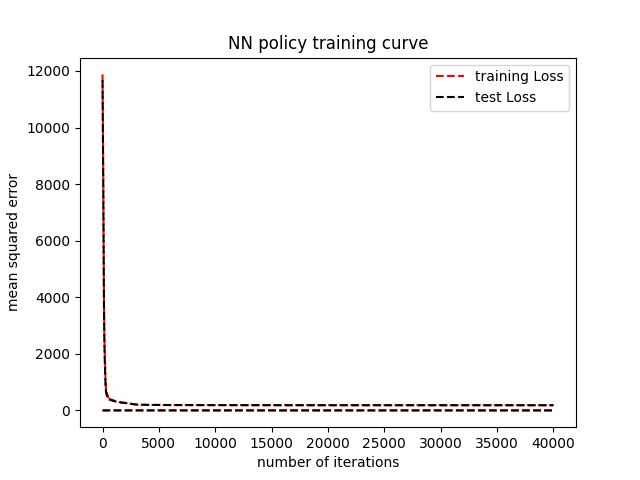 NN policy training curve
training Loss
test Loss
mean squared error
12000
10000
8000
6000
4000
2000
0
0 5000 10000 15000 20000 25000 30000 35000 40000
number of iterations